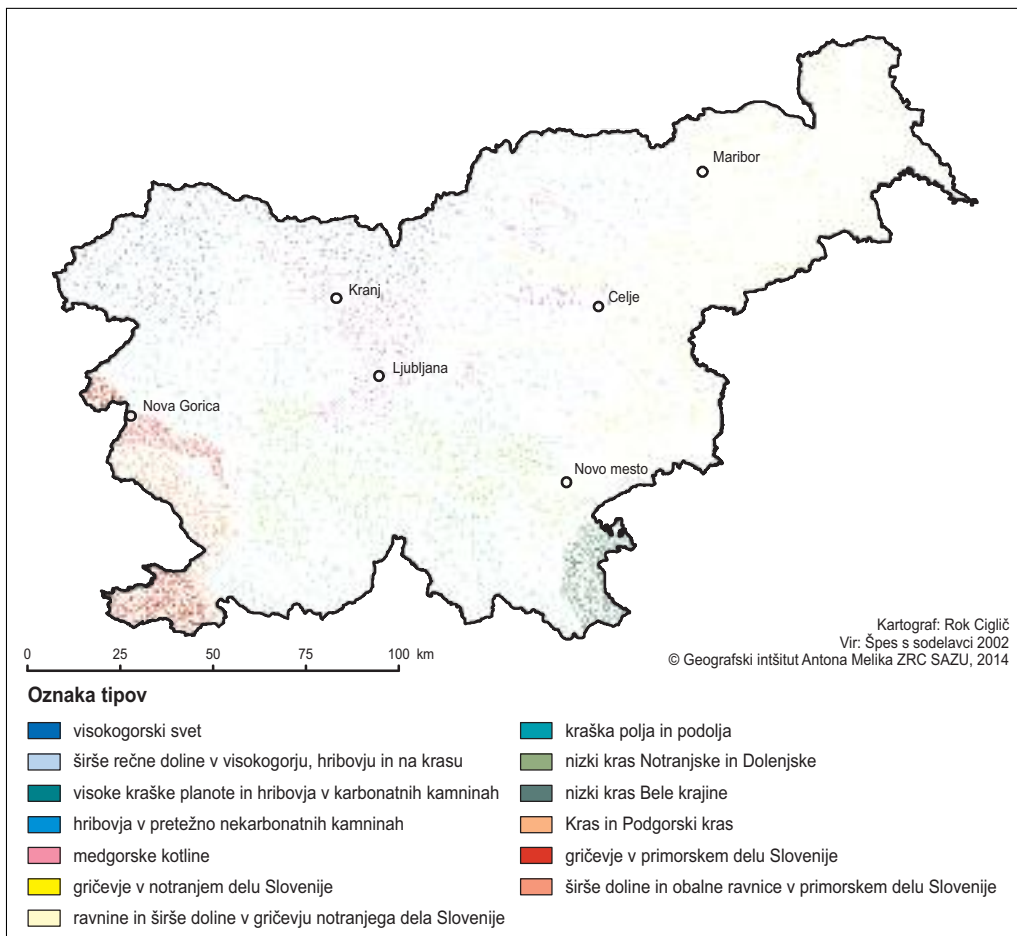 Maribor
Kranj
Celje
Ljubljana
Nova Gorica
Novo mesto
Kartograf: Rok Ciglič
Vir: Špes s sodelavci 2002
© Geografski intšitut Antona Melika ZRC SAZU, 2014
0 25 50 75 100 km
Oznaka tipov
visokogorski svet
širše rečne doline v visokogorju, hribovju in na krasu
visoke kraške planote in hribovja v karbonatnih kamninah
hribovja v pretežno nekarbonatnih kamninah
medgorske kotline
gričevje v notranjem delu Slovenije
ravnine in širše doline v gričevju notranjega dela Slovenije
kraška polja in podolja
nizki kras Notranjske in Dolenjske
nizki kras Bele krajine
Kras in Podgorski kras
gričevje v primorskem delu Slovenije
širše doline in obalne ravnice v primorskem delu Slovenije